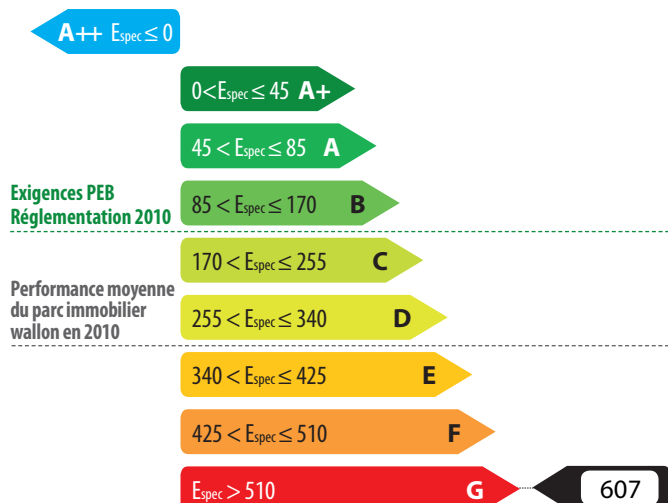 A++ Espec ≤ 0
0<Espec ≤ 45 A+
45 < Espec ≤ 85 A
Exigences PEB
Réglementation 2010
85 < Espec ≤ 170 B
170 < Espec ≤ 255 C
Performance moyenne
du parc immobilier
wallon en 2010
255 < Espec ≤ 340 D
340 < Espec ≤ 425 E
425 < Espec ≤ 510 F
Espec > 510 G
607